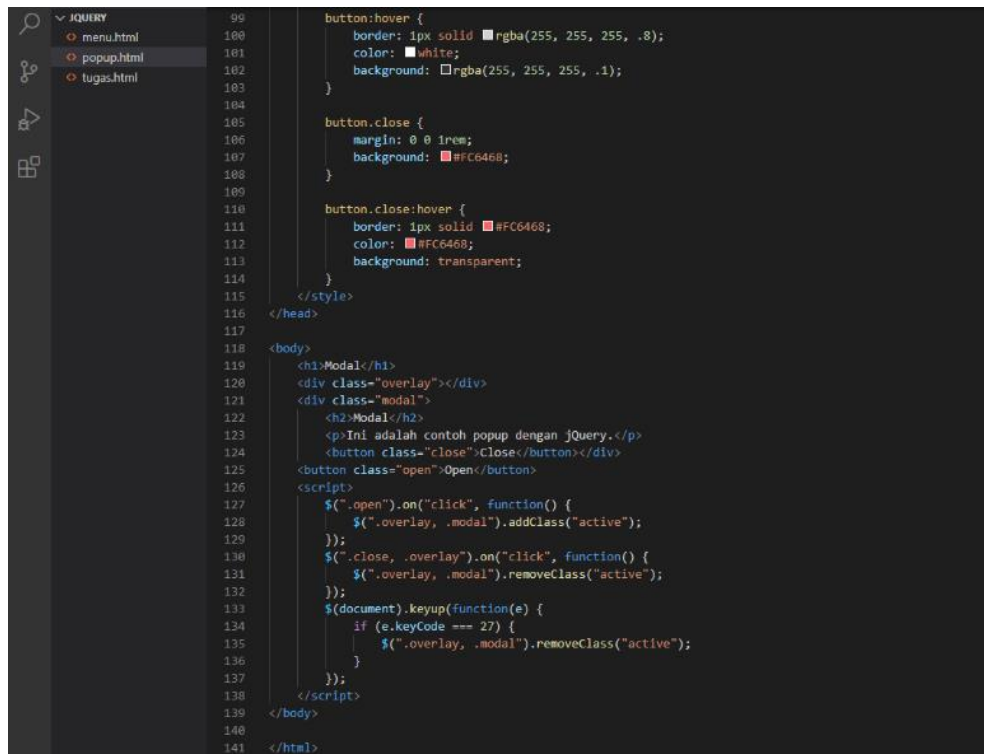 JQUERY
menu.html
popup.html
tugas.html
99 button:hover {
100 border: 1px solid rgba(255, 255, 255, .8);
101 color: white;
102 background: rgba(255, 255, 255, .1);
103 }
104
105 button.close {
106 margin: 0 0 1rem;
107 background: #FC6468;
108 }
109
110 button.close:hover {
111 border: 1px solid #FC6468;
112 color: #FC6468;
113 background: transparent;
114 }
115 </style>
116 </head>
117
118 <body>
119 <h1>Modal</h1>
120 <div class="overlay"></div>
121 <div class="modal">
122 <h2>Modal</h2>
123 <p>Ini adalah contoh popup dengan jQuery.</p>
124 <button class="close">Close</button></div>
125 <button class="open">Open</button>
126 <script>
127 $(".open").on("click", function() {
128 $(".overlay, .modal").addClass("active");
129 });
130 $(".close, .overlay").on("click", function() {
131 $(".overlay, .modal").removeClass("active");
132 });
133 $(document).keyup(function(e) {
134 if (e.keyCode === 27) {
135 $(".overlay, .modal").removeClass("active");
136 }
137 });
138 </script>
139 </body>
140
141 </html>